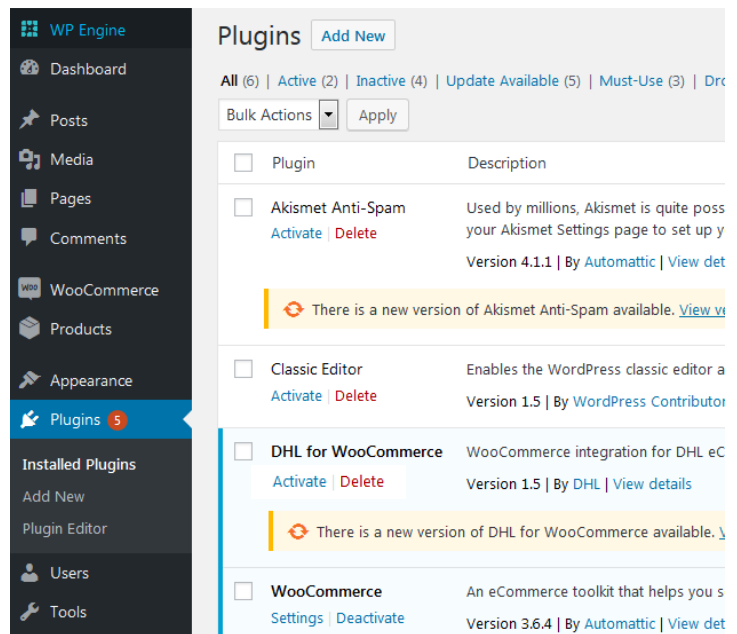 WP Engine
Dashboard
Posts
Media
Pages
Comments
WooCommerce
Products
Appearance
Plugins 5
Installed Plugins
Add New
Plugin Editor
Users
Tools
Plugins Add New
All (6) | Active (2) | Inactive (4) | Update Available (5) | Must-Use (3) | Dro
Bulk Actions Apply
Plugin Description
Akismet Anti-Spam Used by millions, Akismet is quite poss
Activate | Delete your Akismet Settings page to set up y
Version 4.1.1 | By Automattic | View det
There is a new version of Akismet Anti-Spam available. View ve
Classic Editor Enables the WordPress classic editor a
Activate | Delete Version 1.5 | By WordPress Contributor
DHL for WooCommerce WooCommerce integration for DHL eC
Activate | Delete Version 1.5 | By DHL | View details
There is a new version of DHL for WooCommerce available. V
WooCommerce An eCommerce toolkit that helps you s
Settings | Deactivate Version 3.6.4 | By Automattic | View det